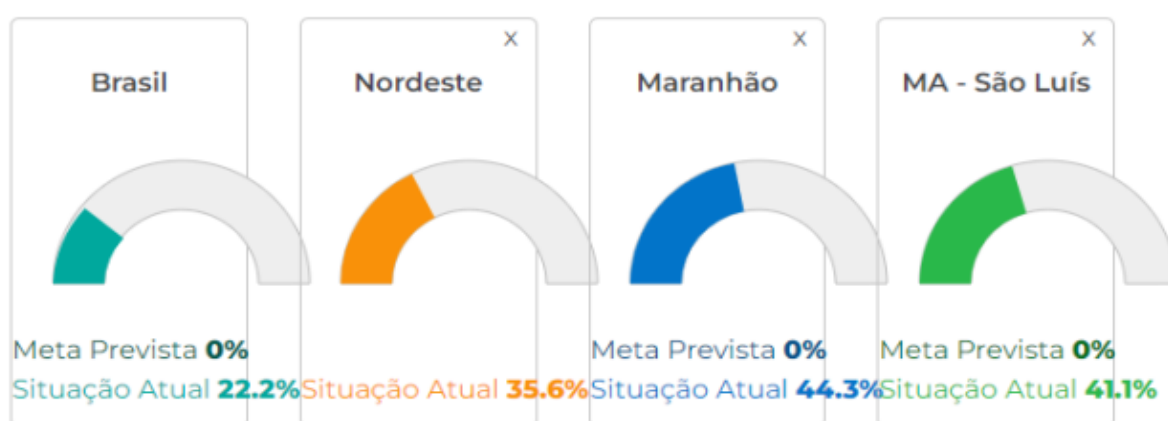 Brasil
Meta Prevista 0%
Situação Atual 22.2%
X
Nordeste
Situação Atual 35.6%
X
Maranhão
Meta Prevista 0%
Situação Atual 44.3%
X
MA - São Luís
Meta Prevista 0%
Situação Atual 41.1%